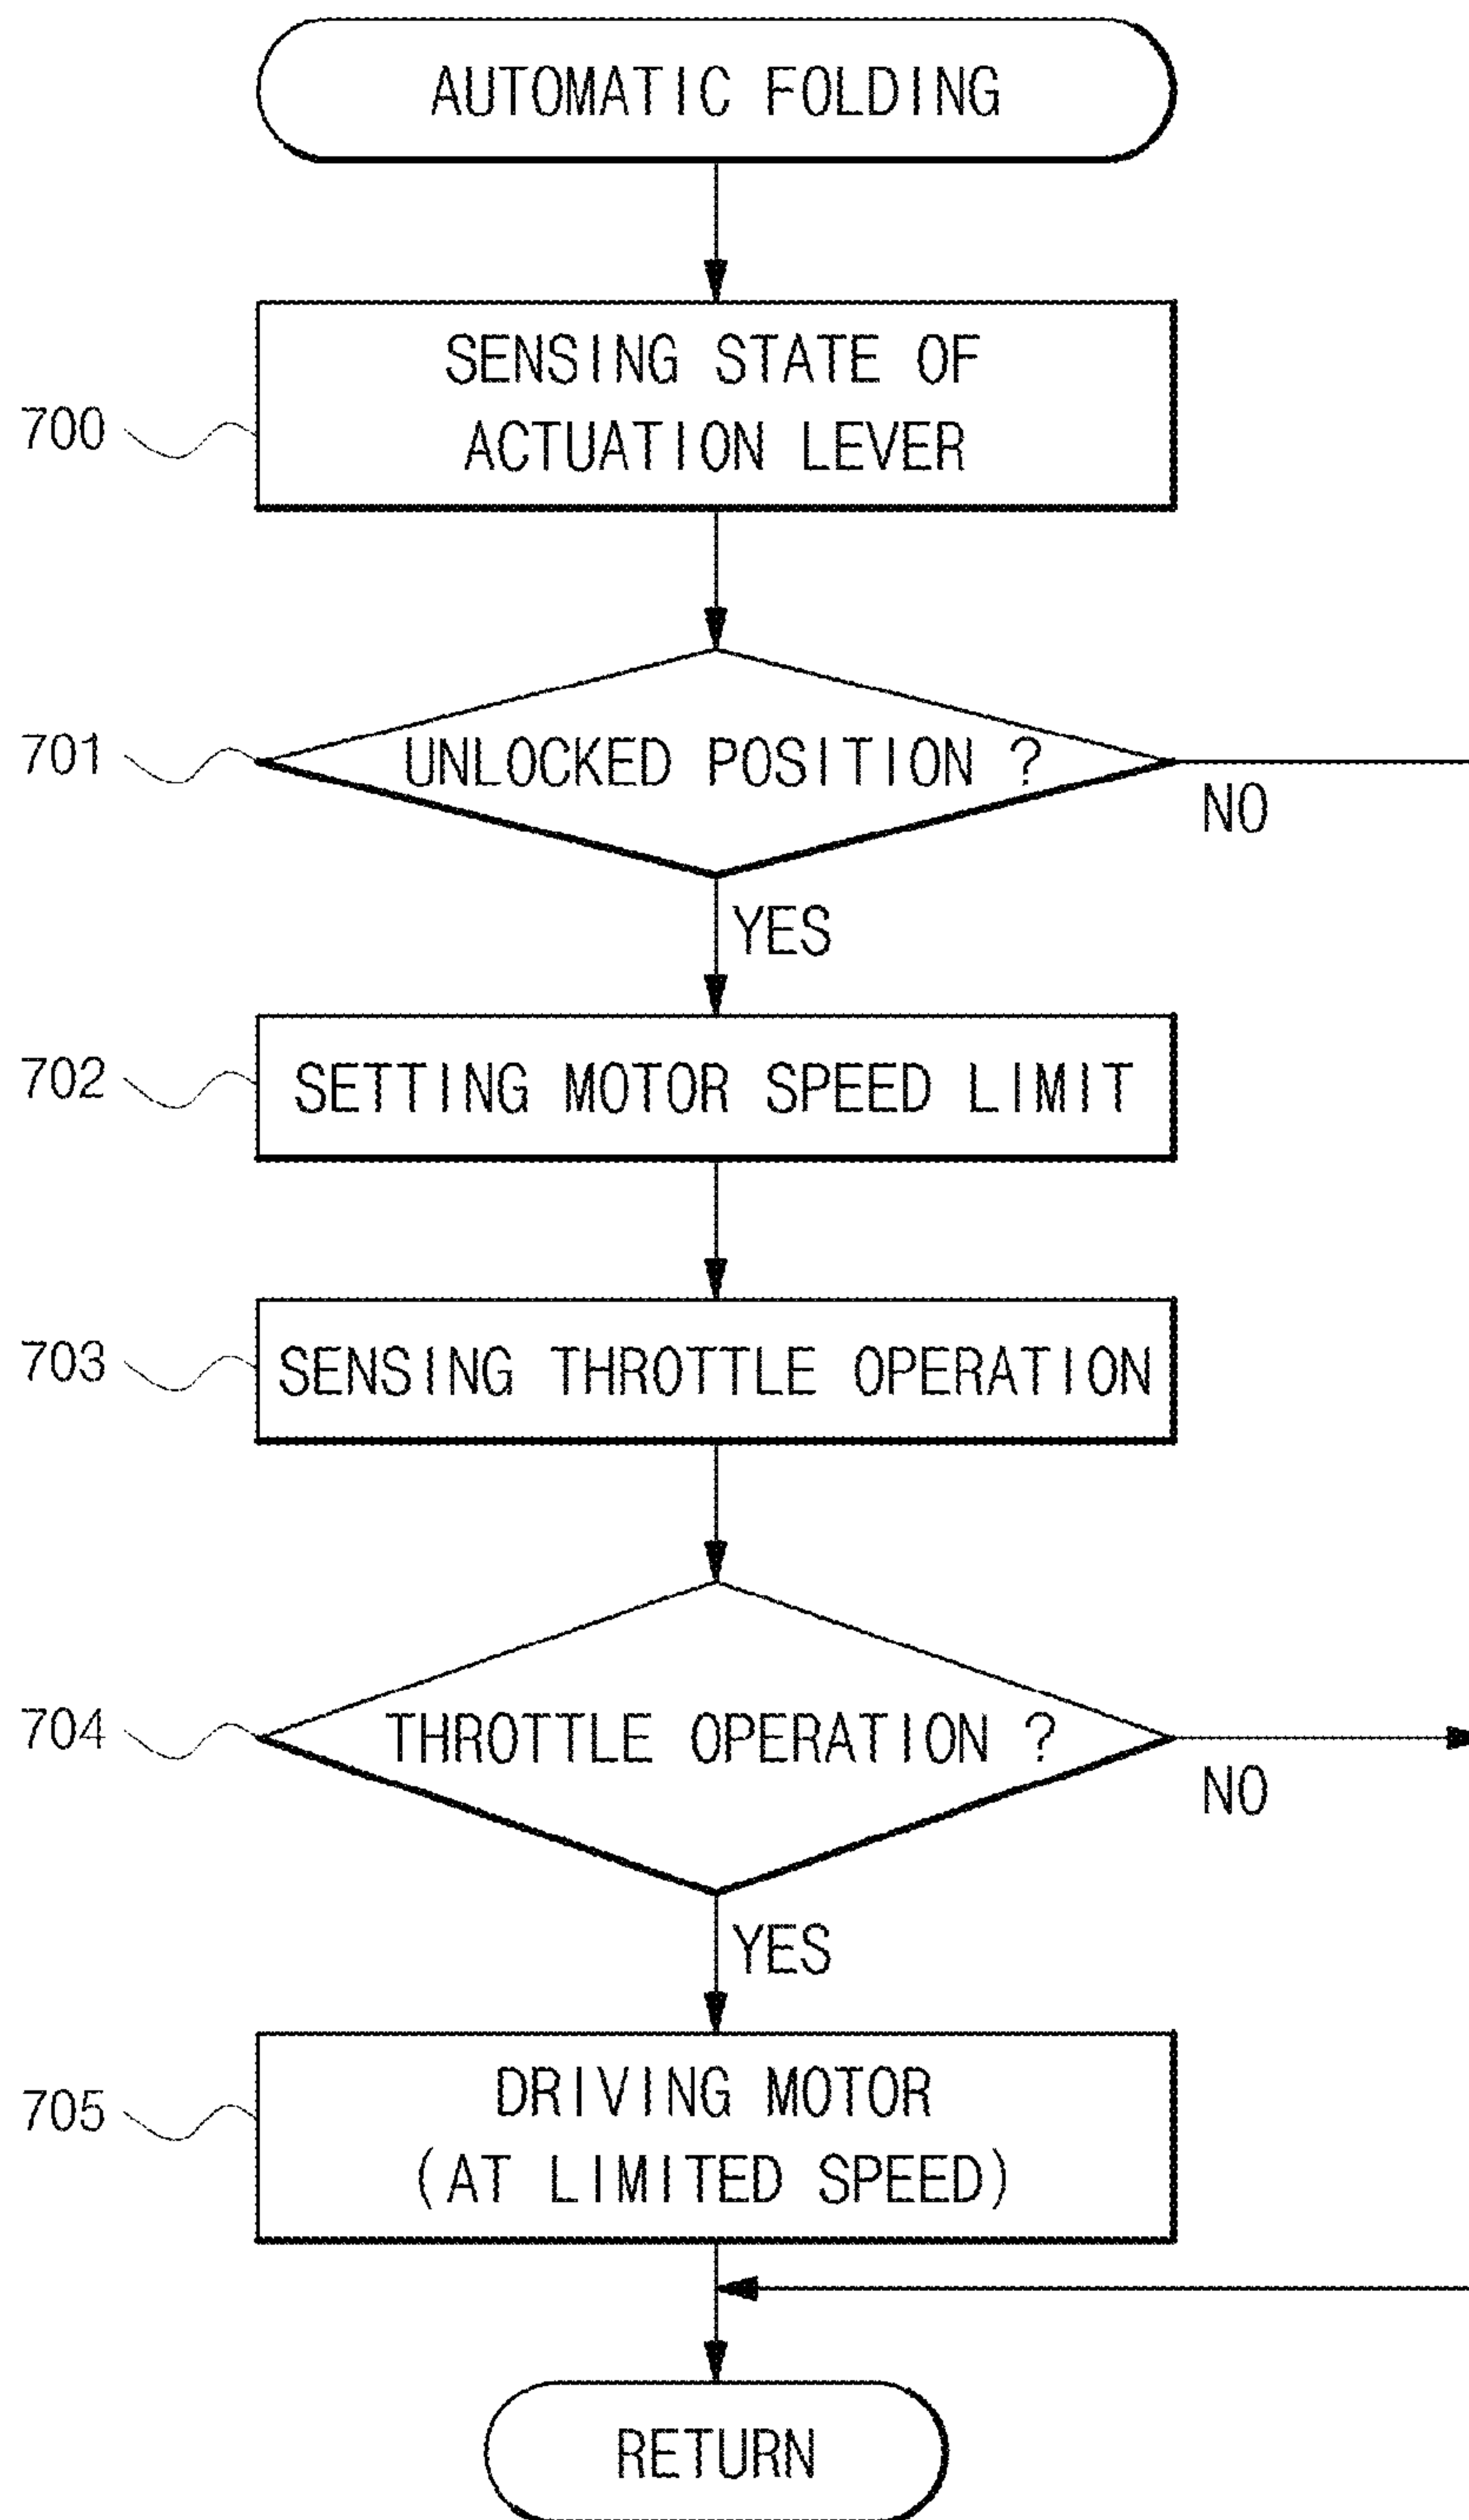 AUTOMATIC FOLDING
700
SENSING STATE OF
ACTUATION LEVER
701
UNLOCKED POSITION ?
NO
YES
702
SETTING MOTOR SPEED LIMIT
703
SENSING THROTTLE OPERATION
704
THROTTLE OPERATION ?
NO
YES
705
DRIVING MOTOR
(AT LIMITED SPEED)
RETURN